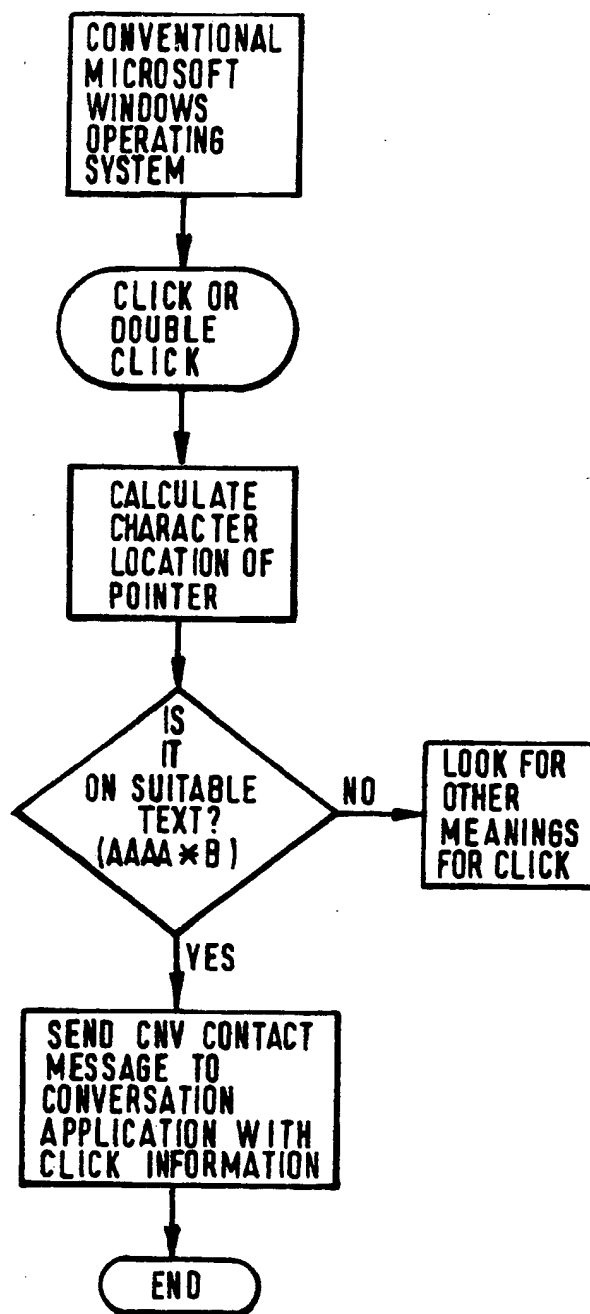 CONVENTIONAL
MICROSOFT
WINDOWS
OPERATING
SYSTEM
CLICK OR
DOUBLE
CLICK
CALCULATE
CHARACTER
LOCATION OF
POINTER
IS
IT
ON SUITABLE
TEXT?
(AAAA*B)
NO
LOOK FOR
OTHER
MEANINGS
FOR CLICK
YES
SEND CNV CONTACT
MESSAGE TO
CONVERSATION
APPLICATION WITH
CLICK INFORMATION
END